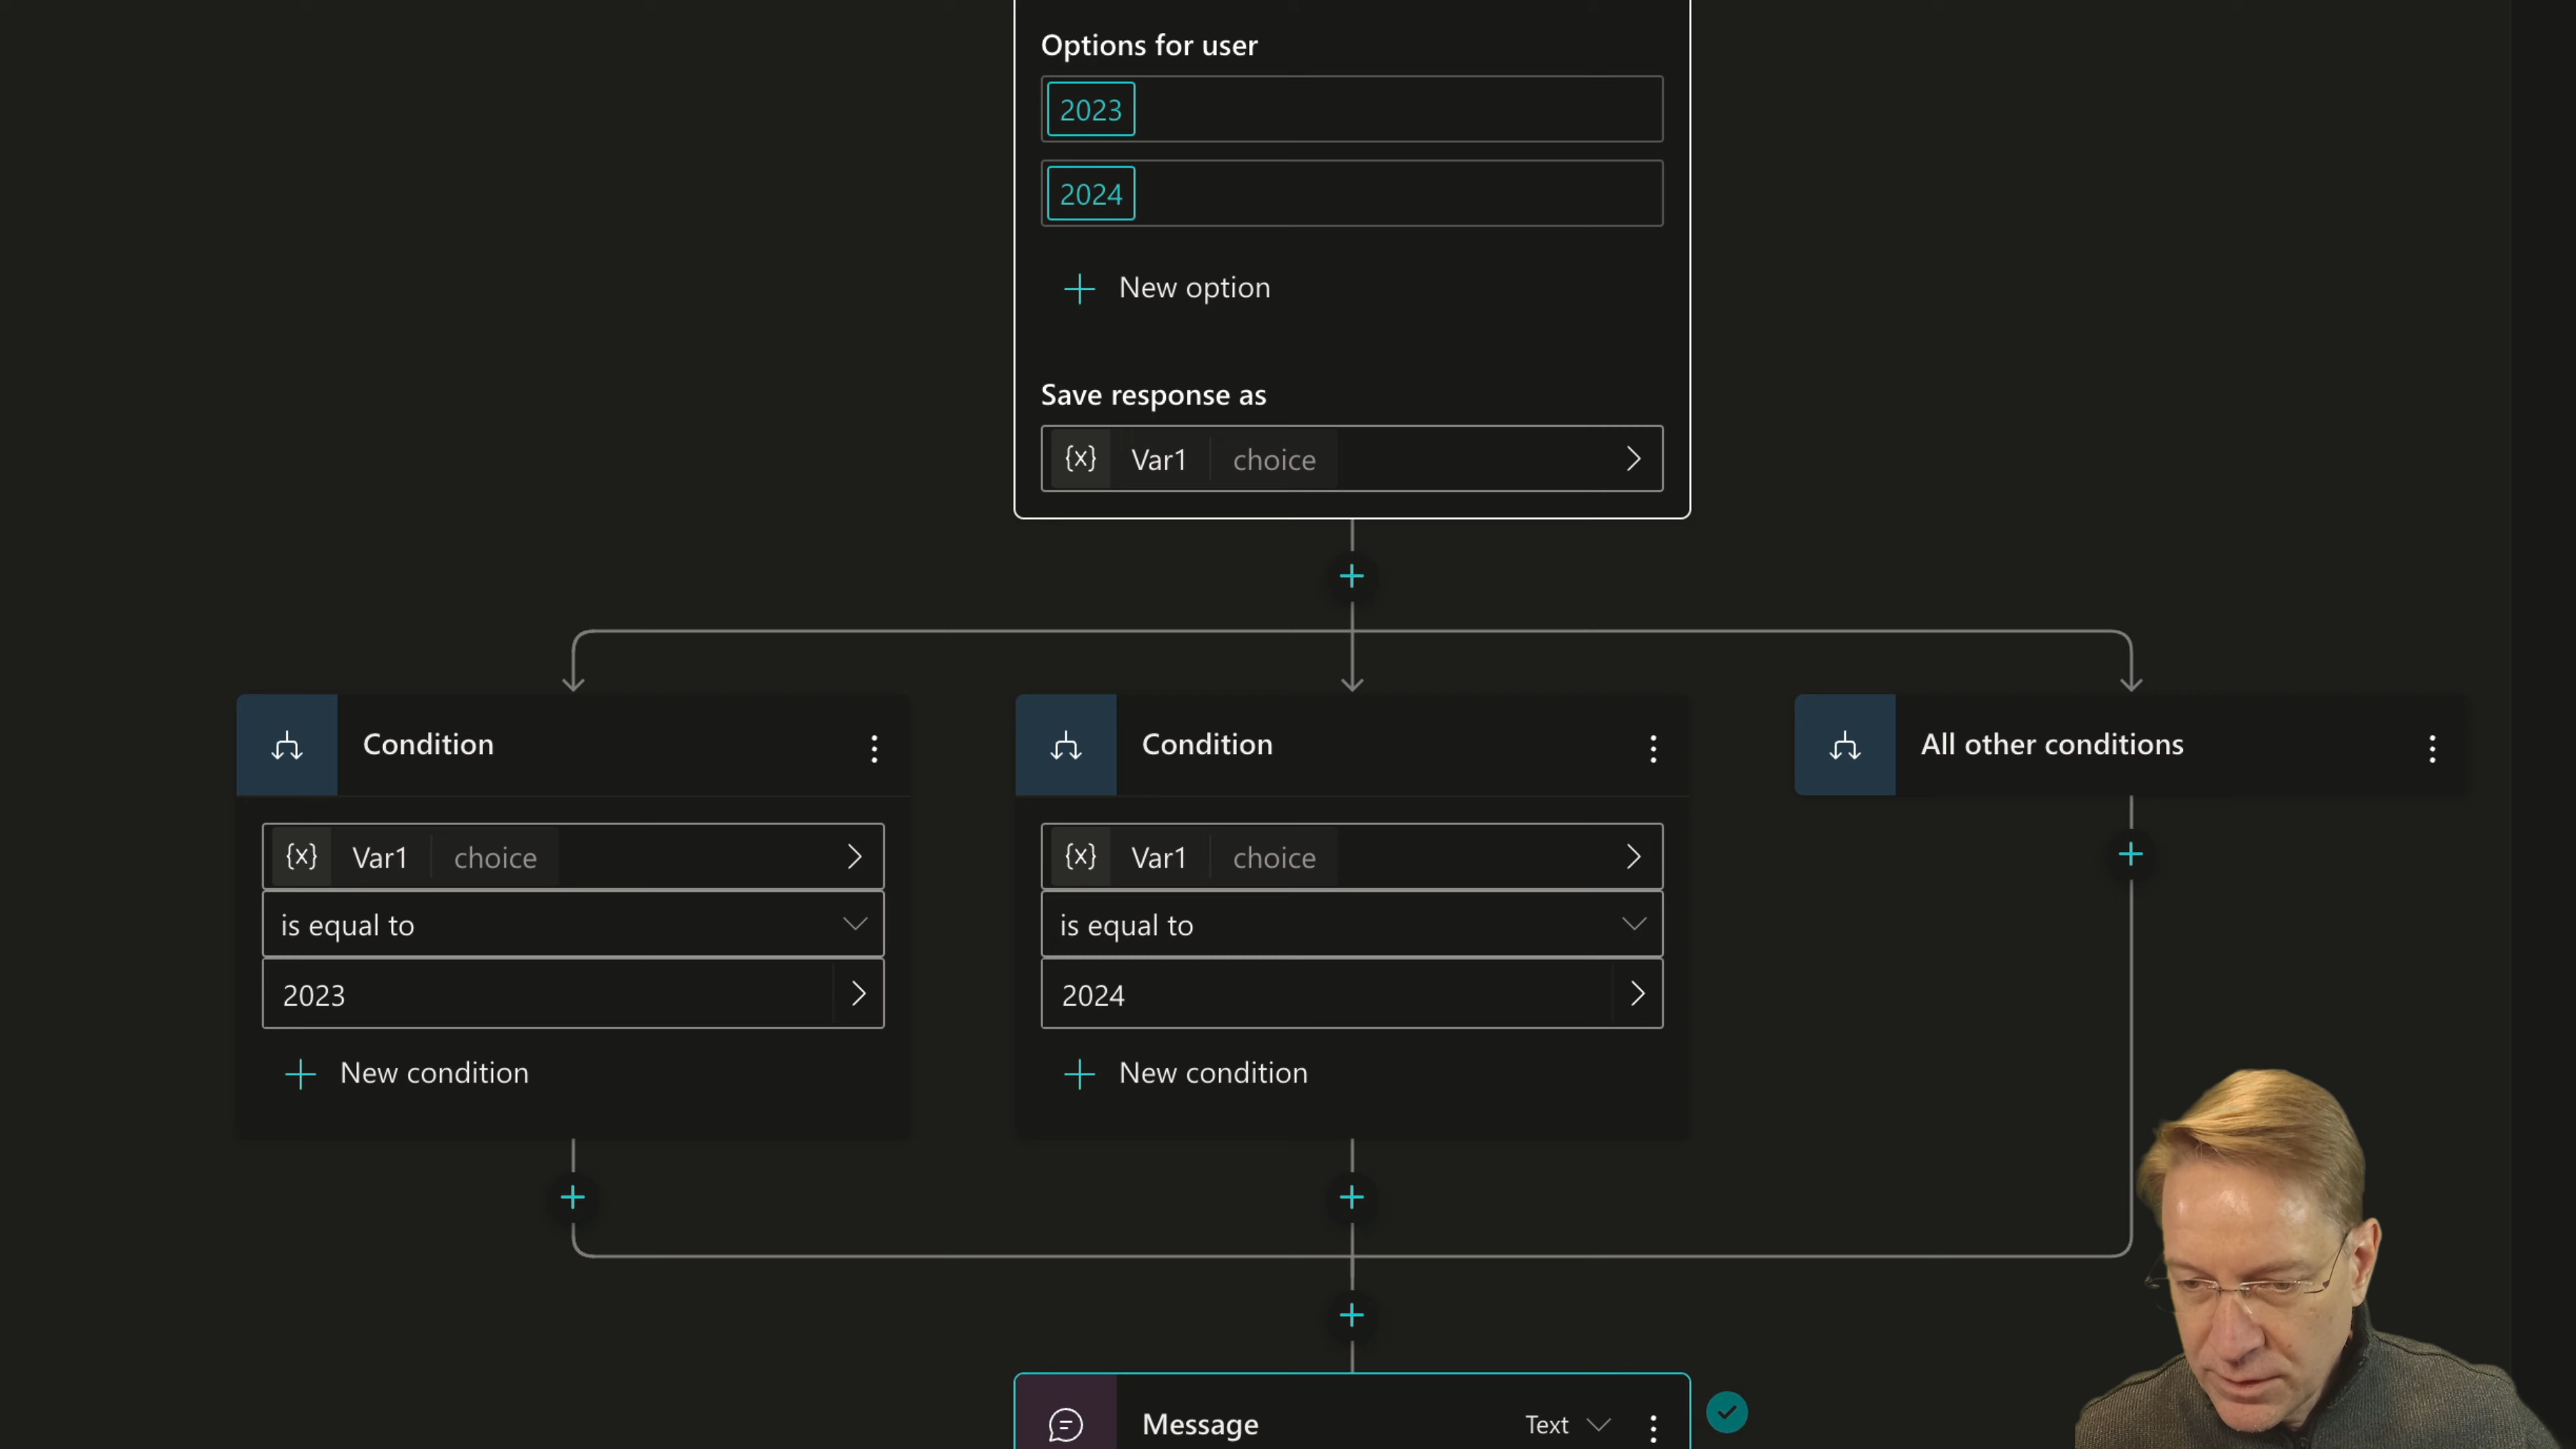 Options for user
2023
2024
New option
Save response as
{x} Var1 choice
Condition
Condition
All other conditions
{x} Var1 choice
{x} Var1 choice
is equal to
is equal to
2023
2024
New condition
New condition
Message Text